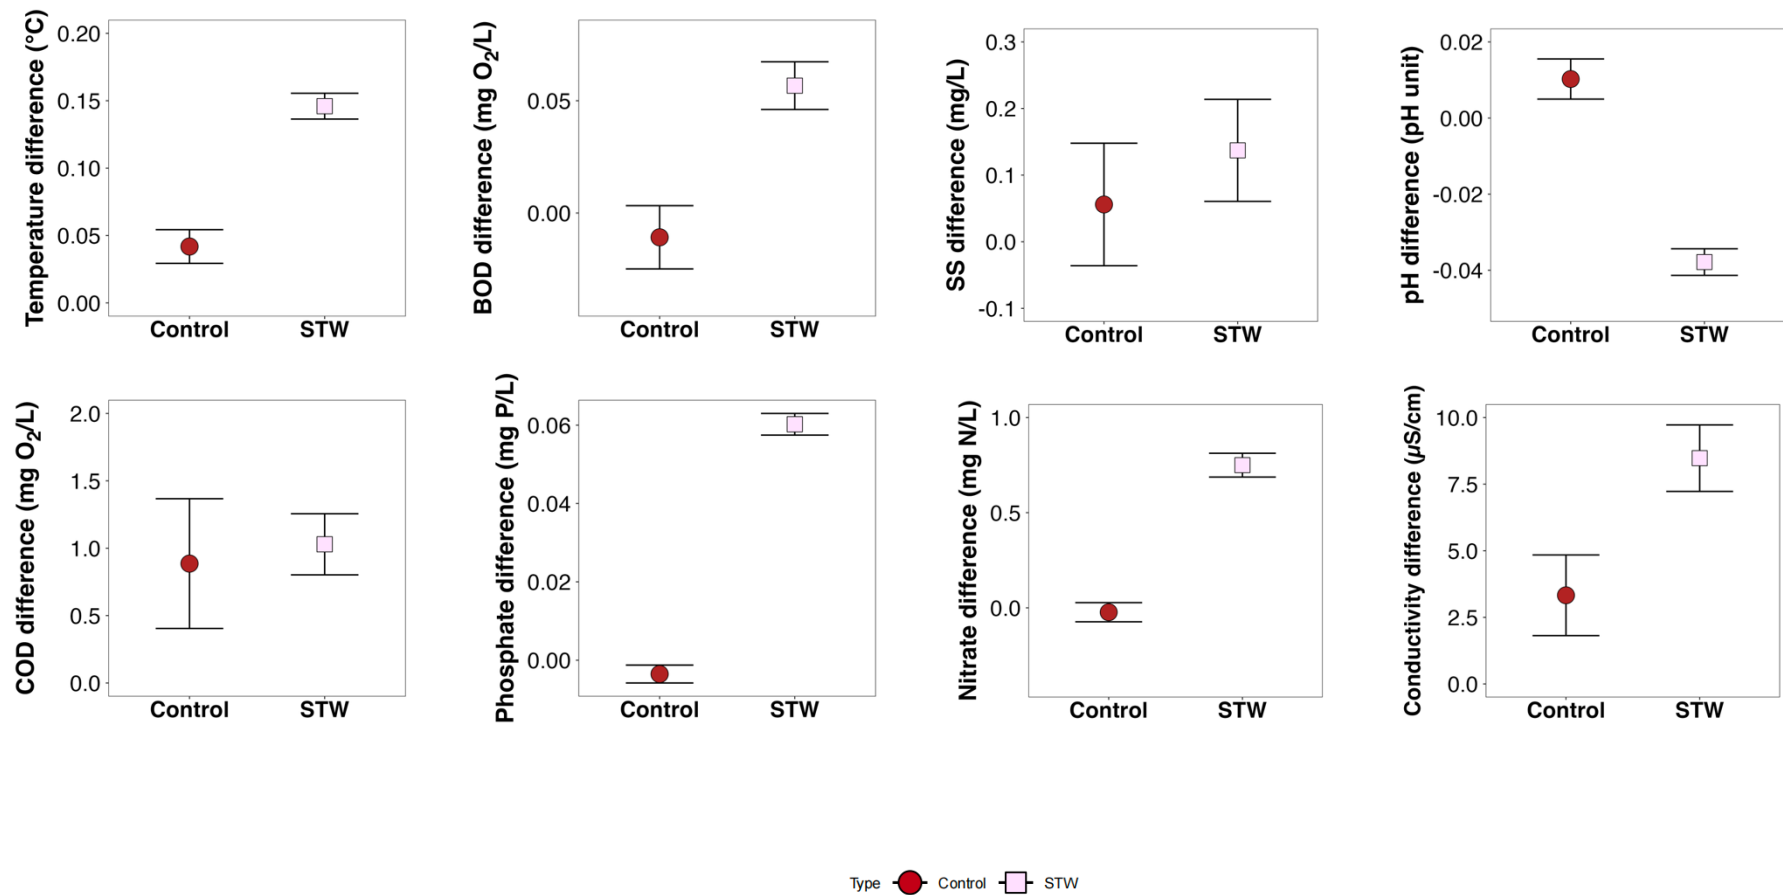 Temperature difference (°C)
0.20
0.15
0.10
0.05
0.00
Control STW
BOD difference (mg O2/L)
0.05
0.00
Control STW
SS difference (mg/L)
0.3
0.2
0.1
0.0
-0.1
Control STW
pH difference (pH unit)
0.02
0.00
-0.02
-0.04
Control STW
COD difference (mg O2/L)
2.0
1.5
1.0
0.5
0.0
Control STW
Phosphate difference (mg P/L)
0.06
0.04
0.02
0.00
Control STW
Nitrate difference (mg N/L)
1.0
0.5
0.0
Control STW
Conductivity difference (µS/cm)
10.0
7.5
5.0
2.5
0.0
Control STW
Type Control STW